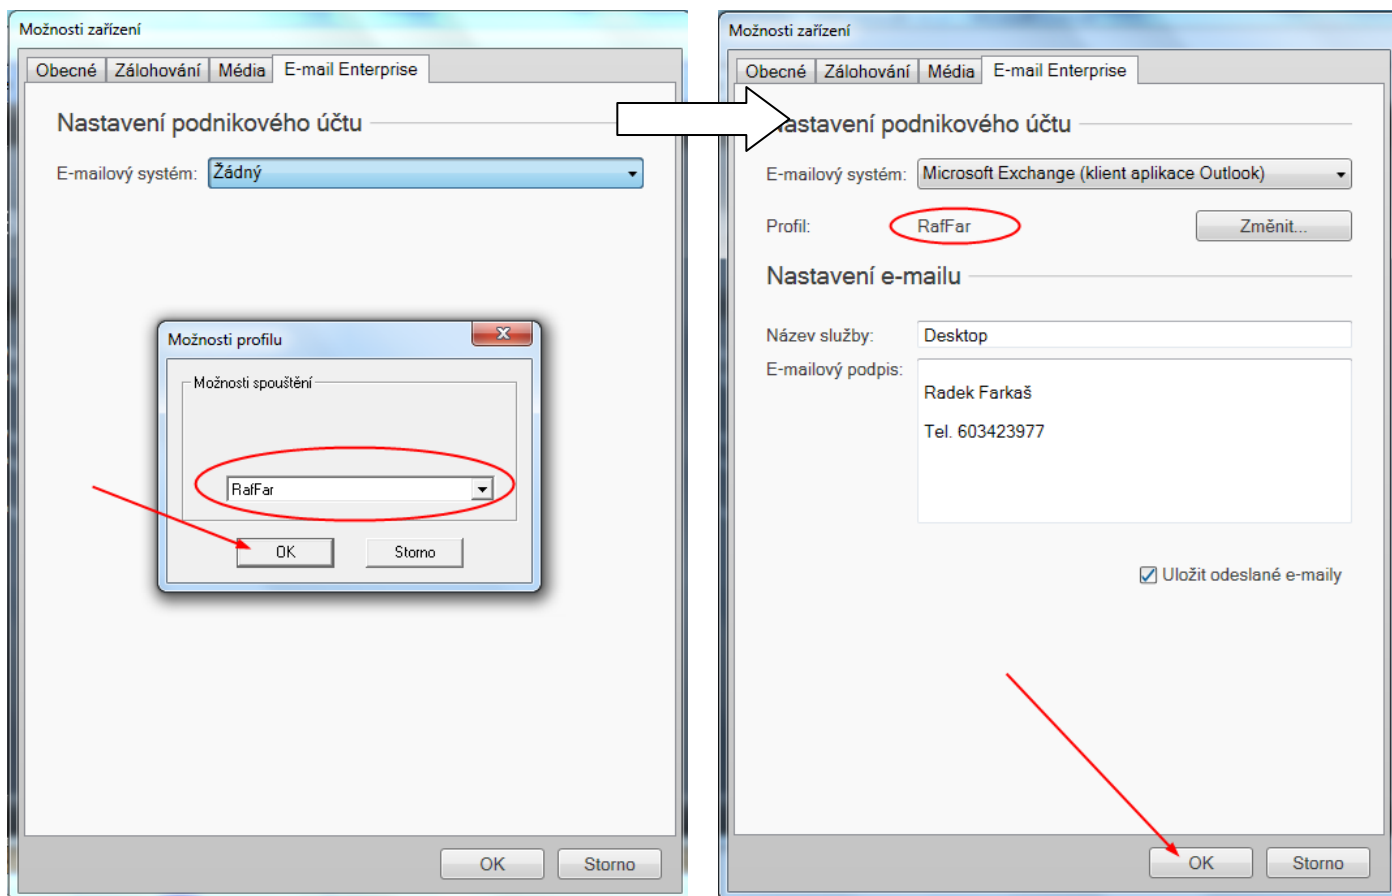 Možnosti zařízení
Obecné Zálohování Média E-mail Enterprise
Nastavení podnikového účtu
E-mailový systém: Žádný
Možnosti profilu
Možnosti spouštění
RafFar
OK Storno
OK Storno
Možnosti zařízení
Obecné Zálohování Média E-mail Enterprise
Nastavení podnikového účtu
E-mailový systém: Microsoft Exchange (klient aplikace Outlook)
Profil: RafFar Změnit...
Nastavení e-mailu
Název služby: Desktop
E-mailový podpis:
Radek Farkaš
Tel. 603423977
Uložit odeslané e-maily
OK Storno